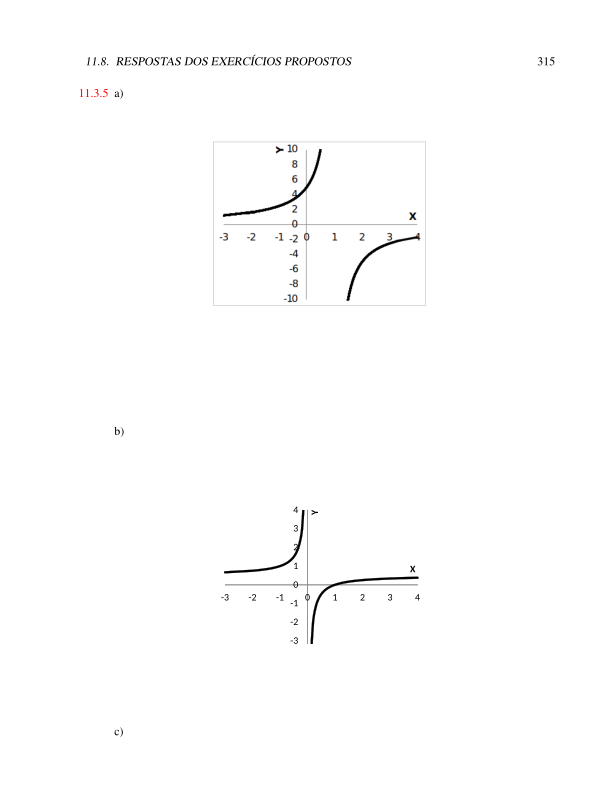 11.8. RESPOSTAS DOS EXERCÍCIOS PROPOSTOS 315
11.3.5 a)
Y
10
8
6
4
2
0
X
-3 -2 -1 0 1 2 3 4
-2
-4
-6
-8
-10
b)
4
Y
3
2
1
X
0
-3 -2 -1 0 1 2 3 4
-1
-2
-3
c)